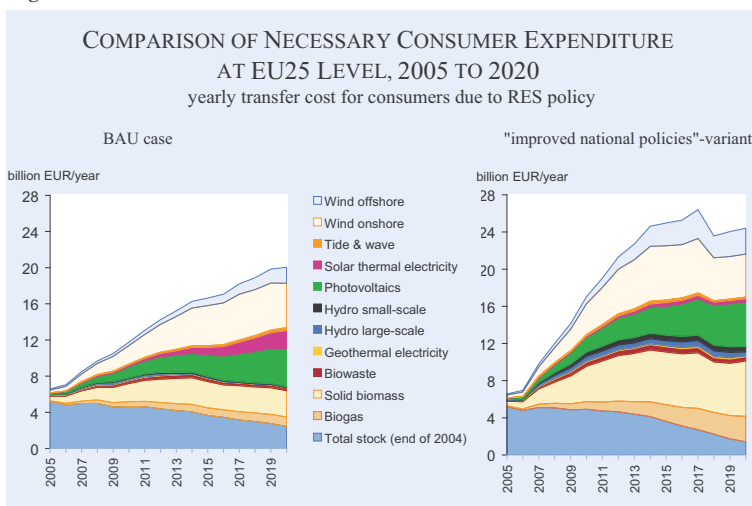 COMPARISON OF NECESSARY CONSUMER EXPENDITURE
AT EU25 LEVEL, 2005 TO 2020
yearly transfer cost for consumers due to RES policy
BAU case
"improved national policies"-variant
billion EUR/year
28
24
20
16
12
8
4
0
2005
2007
2009
2011
2013
2015
2017
2019
Wind offshore
Wind onshore
Tide & wave
Solar thermal electricity
Photovoltaics
Hydro small-scale
Hydro large-scale
Geothermal electricity
Biowaste
Solid biomass
Biogas
Total stock (end of 2004)
billion EUR/year
28
24
20
16
12
8
4
0
2005
2007
2009
2011
2013
2015
2017
2019